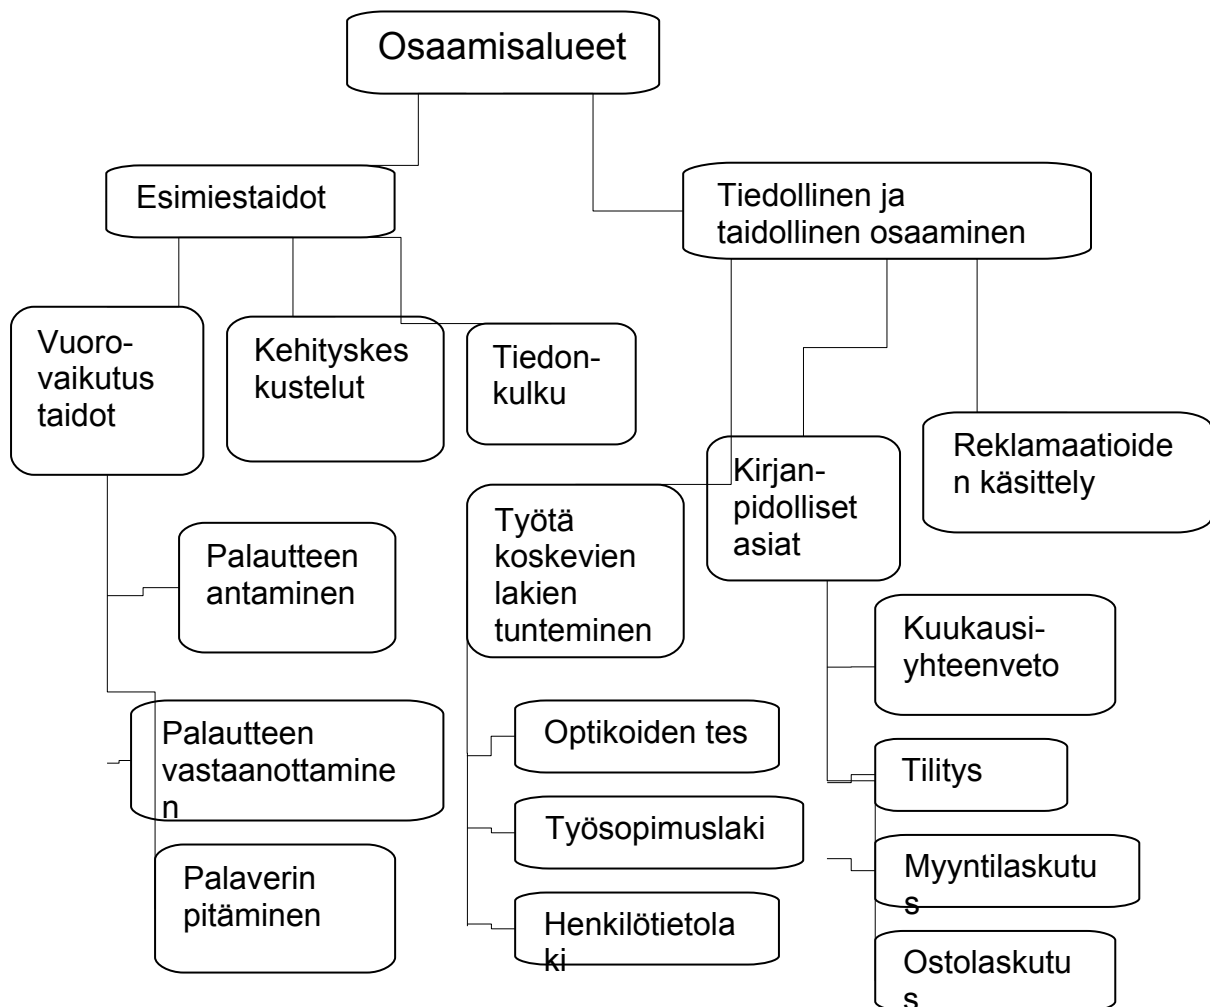 Osaamisalueet
Esimiestaidot
Tiedollinen ja
taidollinen osaaminen
Vuoro-
vaikutus
taidot
Kehityskes
kustelut
Tiedon-
kulku
Kirjan-
pidolliset
asiat
Reklamaatioide
n käsittely
Työtä
koskevien
lakien
tunteminen
Palautteen
antaminen
Palautteen
vastaanottamine
n
Palaverin
pitäminen
Optikoiden tes
Työsopimuslaki
Henkilötietola
ki
Kuukausi-
yhteenveto
Tilitys
Myyntilaskutu
s
Ostolaskutu
s